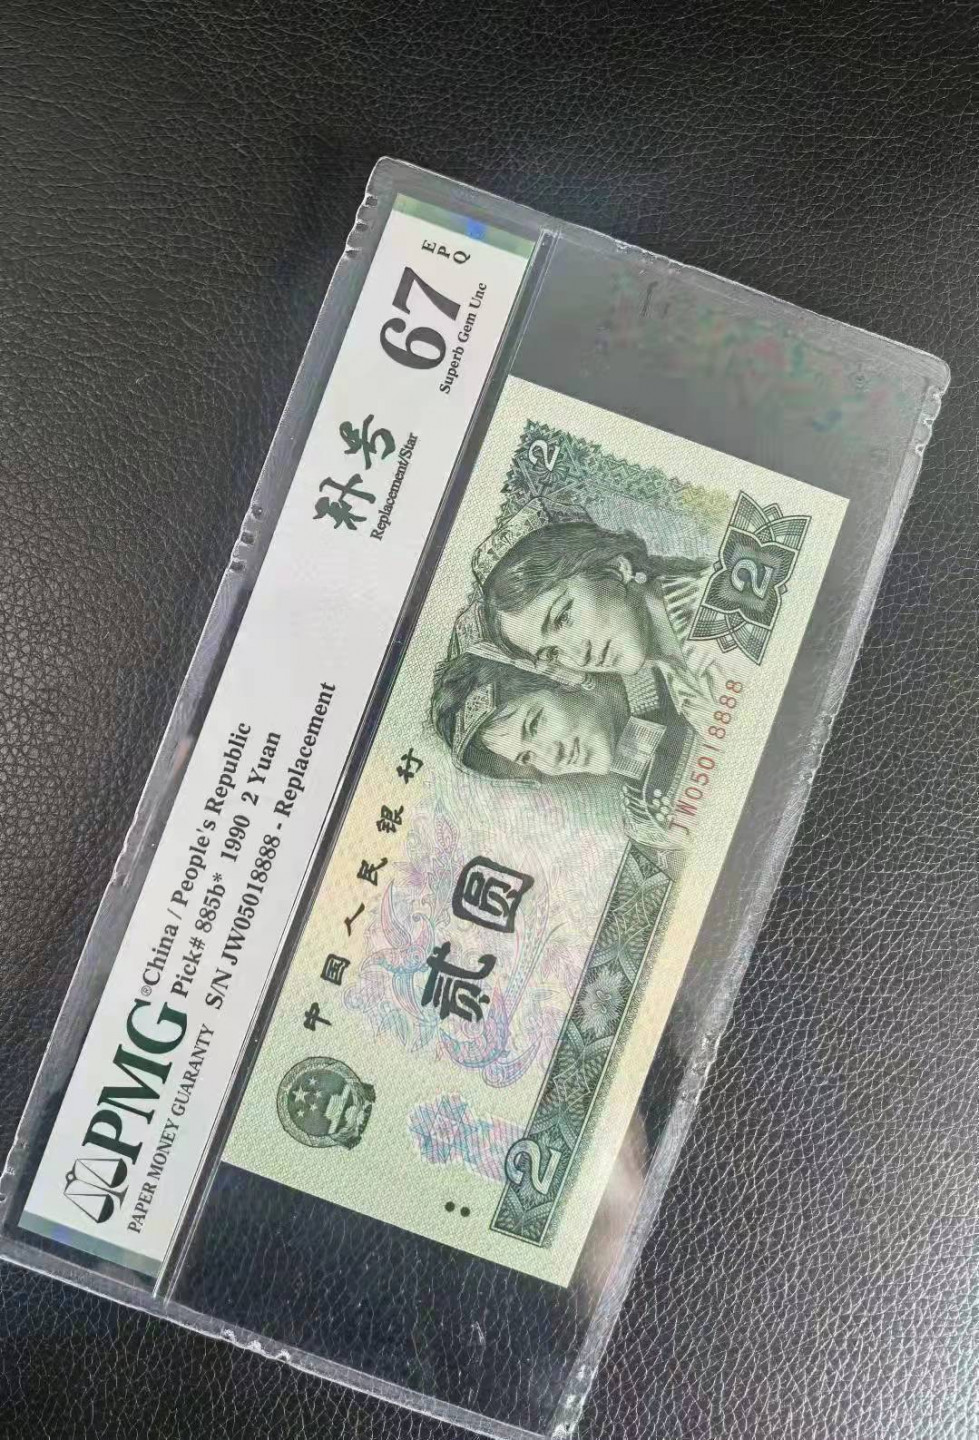 PMG®
PAPER MONEY GUARANTY
China / People's Republic
Pick# 885b* 1990 2 Yuan
S/N JW05018888 - Replacement
补号
Replacement/Star
67
EPQ
Superb Gem Unc
中国人民银行
贰圆
JW05018888
2
2
2